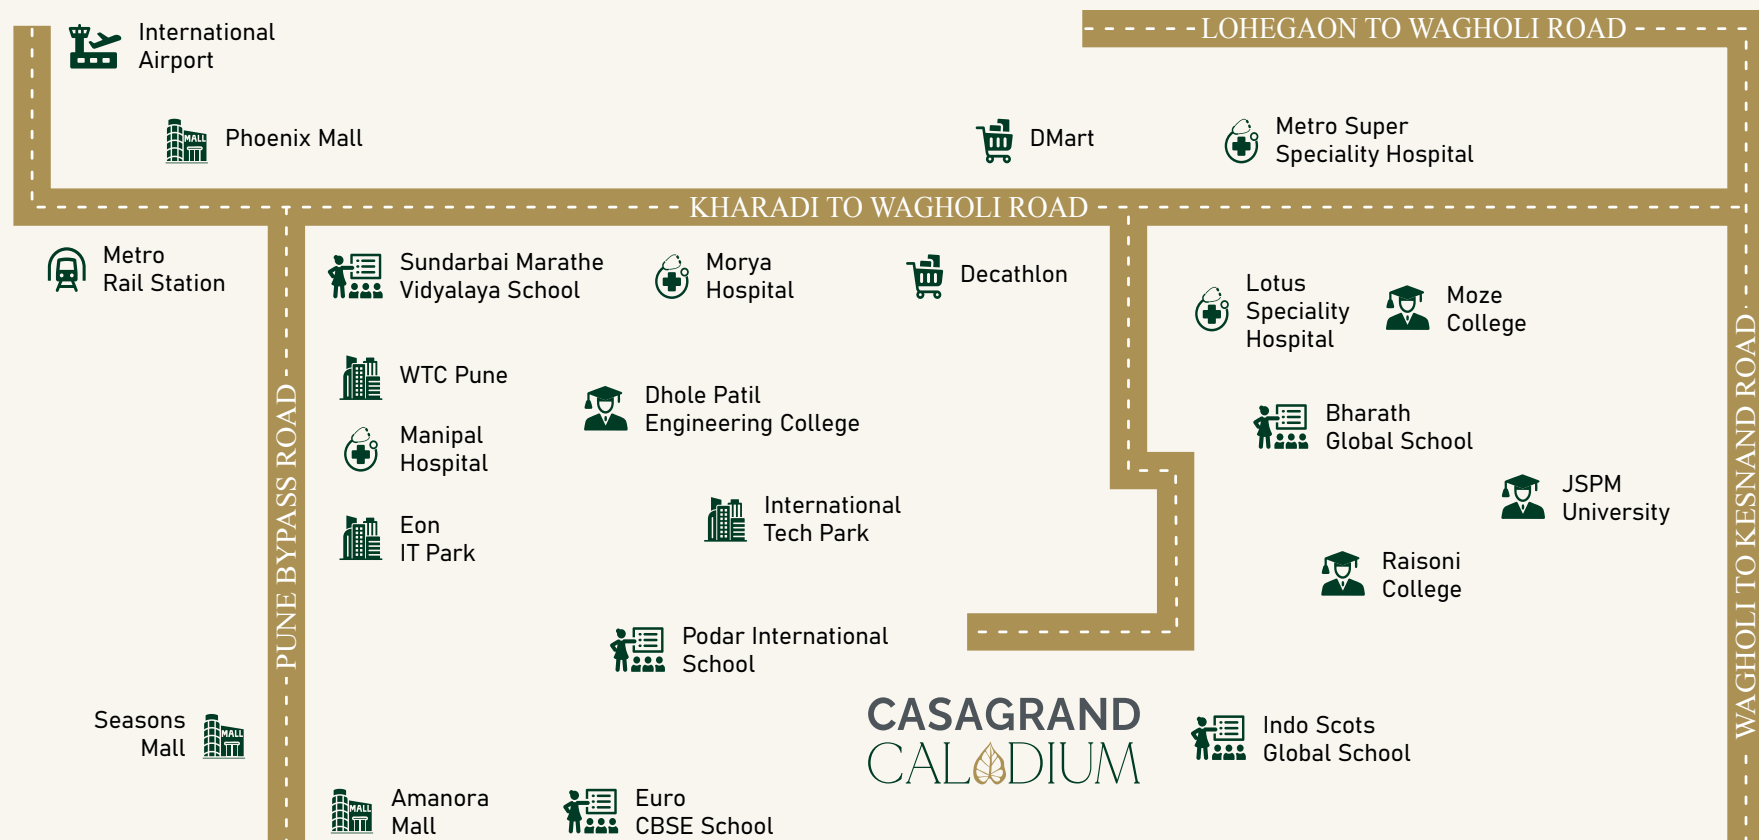 International
Airport
LOHEGAON TO WAGHOLI ROAD
MALL
Phoenix Mall
DMart
Metro Super
Speciality Hospital
KHARADI TO WAGHOLI ROAD
Metro
Rail Station
Sundarbai Marathe
Vidyalaya School
Morya
Hospital
Decathlon
Lotus
Speciality
Hospital
Moze
College
WTC Pune
Dhole Patil
Engineering College
Bharath
Global School
Manipal
Hospital
PUNE BYPASS ROAD
WAGHOLI TO KESNAND ROAD
JSPM
University
International
Tech Park
Eon
IT Park
Raisoni
College
Podar International
School
CASAGRAND
CALADIUM
Seasons
Mall
MALL
Indo Scots
Global School
MALL
Amanora
Mall
Euro
CBSE School